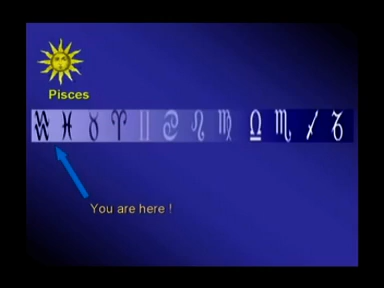 Pisces
♒ ♓ ♉ ♈ ♊ ♋ ♌ ♍ ♎ ♏ ♐ ♑
You are here !